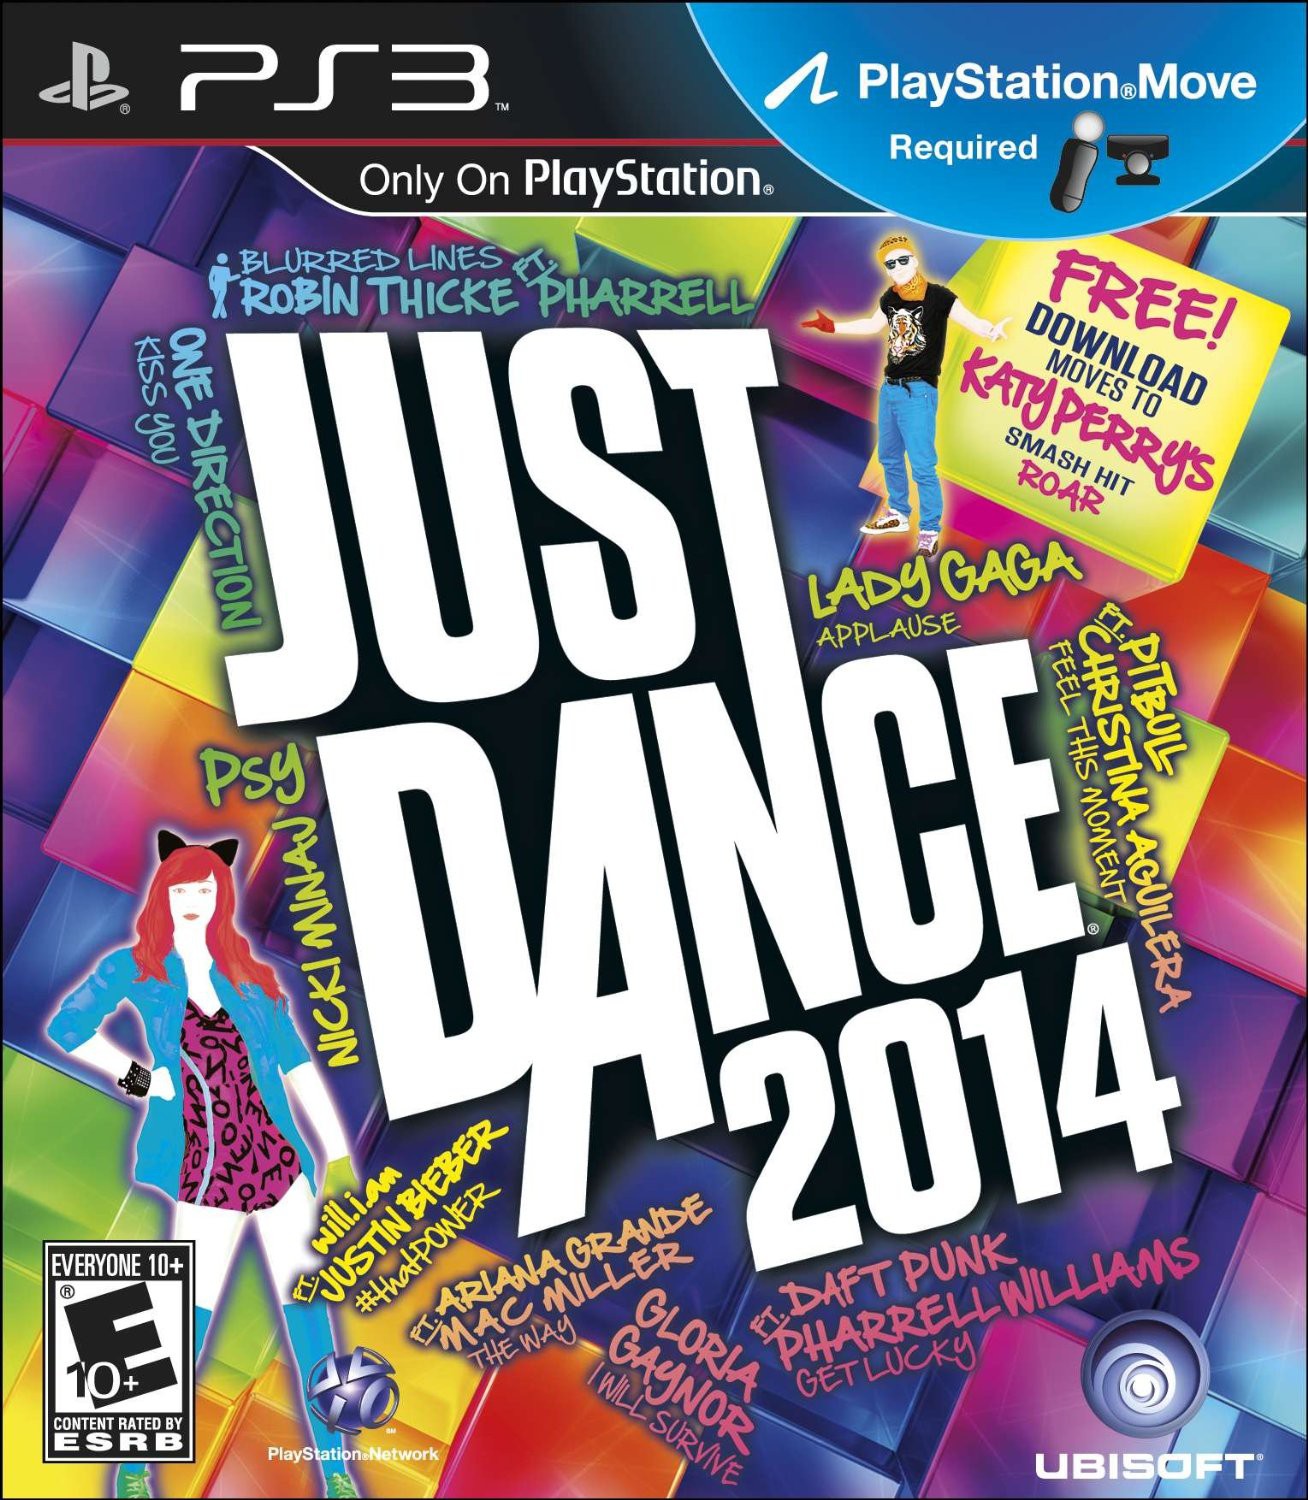 PS3™
PlayStation®Move
Required
Only On PlayStation®
BLURRED LINES
ROBIN THICKE FT. PHARRELL
ONE DIRECTION
KISS YOU
FREE!
DOWNLOAD
MOVES TO
KATY PERRY'S
SMASH HIT
ROAR
JUST
DANCE®
2014
LADY GAGA
APPLAUSE
FT. PITBUL
CHRISTINA AGUILERA
FEEL THIS MOMENT
PSY
NICKI MINAJ
will.i.am
FT. JUSTIN BIEBER
#thatPOWER
ARIANA GRANDE
FT. MAC MILLER
THE WAY
GLORIA
GAYNOR
I WILL SURVIVE
DAFT PUNK
FT. PHARRELL WILLIAMS
GET LUCKY
EVERYONE 10+
®
E
10+
CONTENT RATED BY
ESRB
SM
PlayStation®Network
UBISOFT®